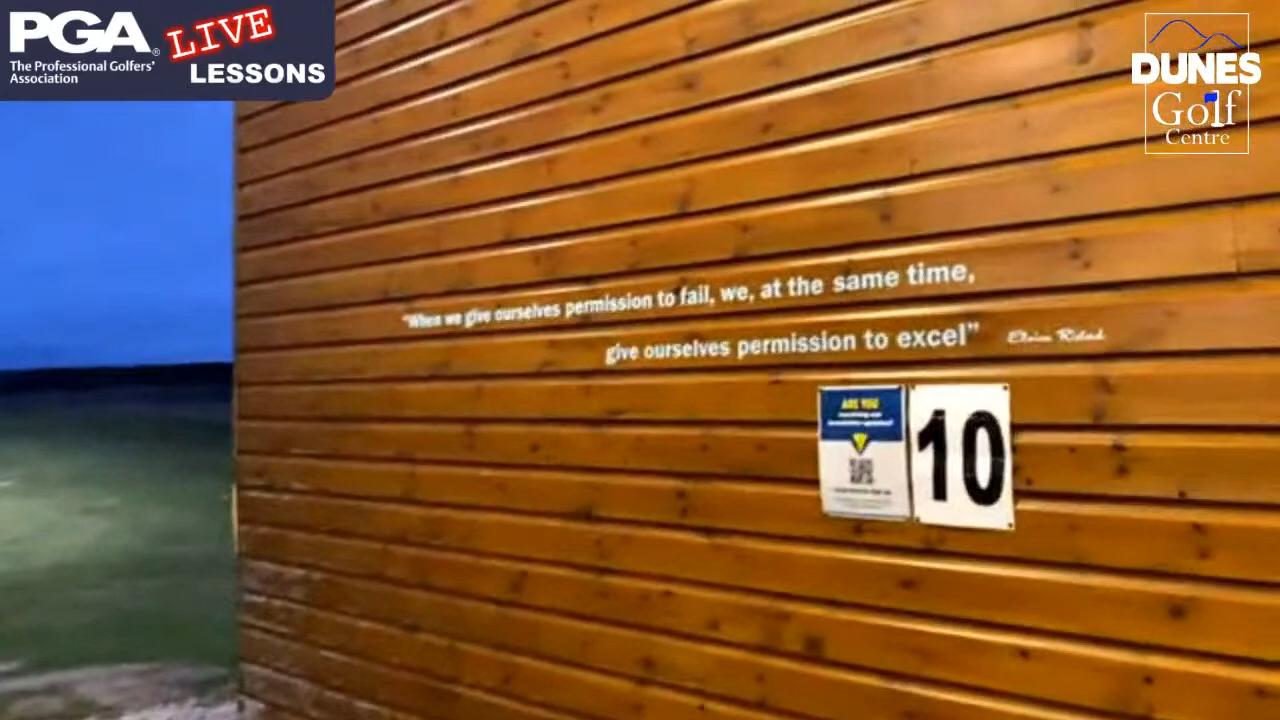 PGA®
LIVE
The Professional Golfers'
Association
LESSONS
DUNES
Golf
Centre
"When we give ourselves permission to fail, we, at the same time,
give ourselves permission to excel"
ARE YOU
10